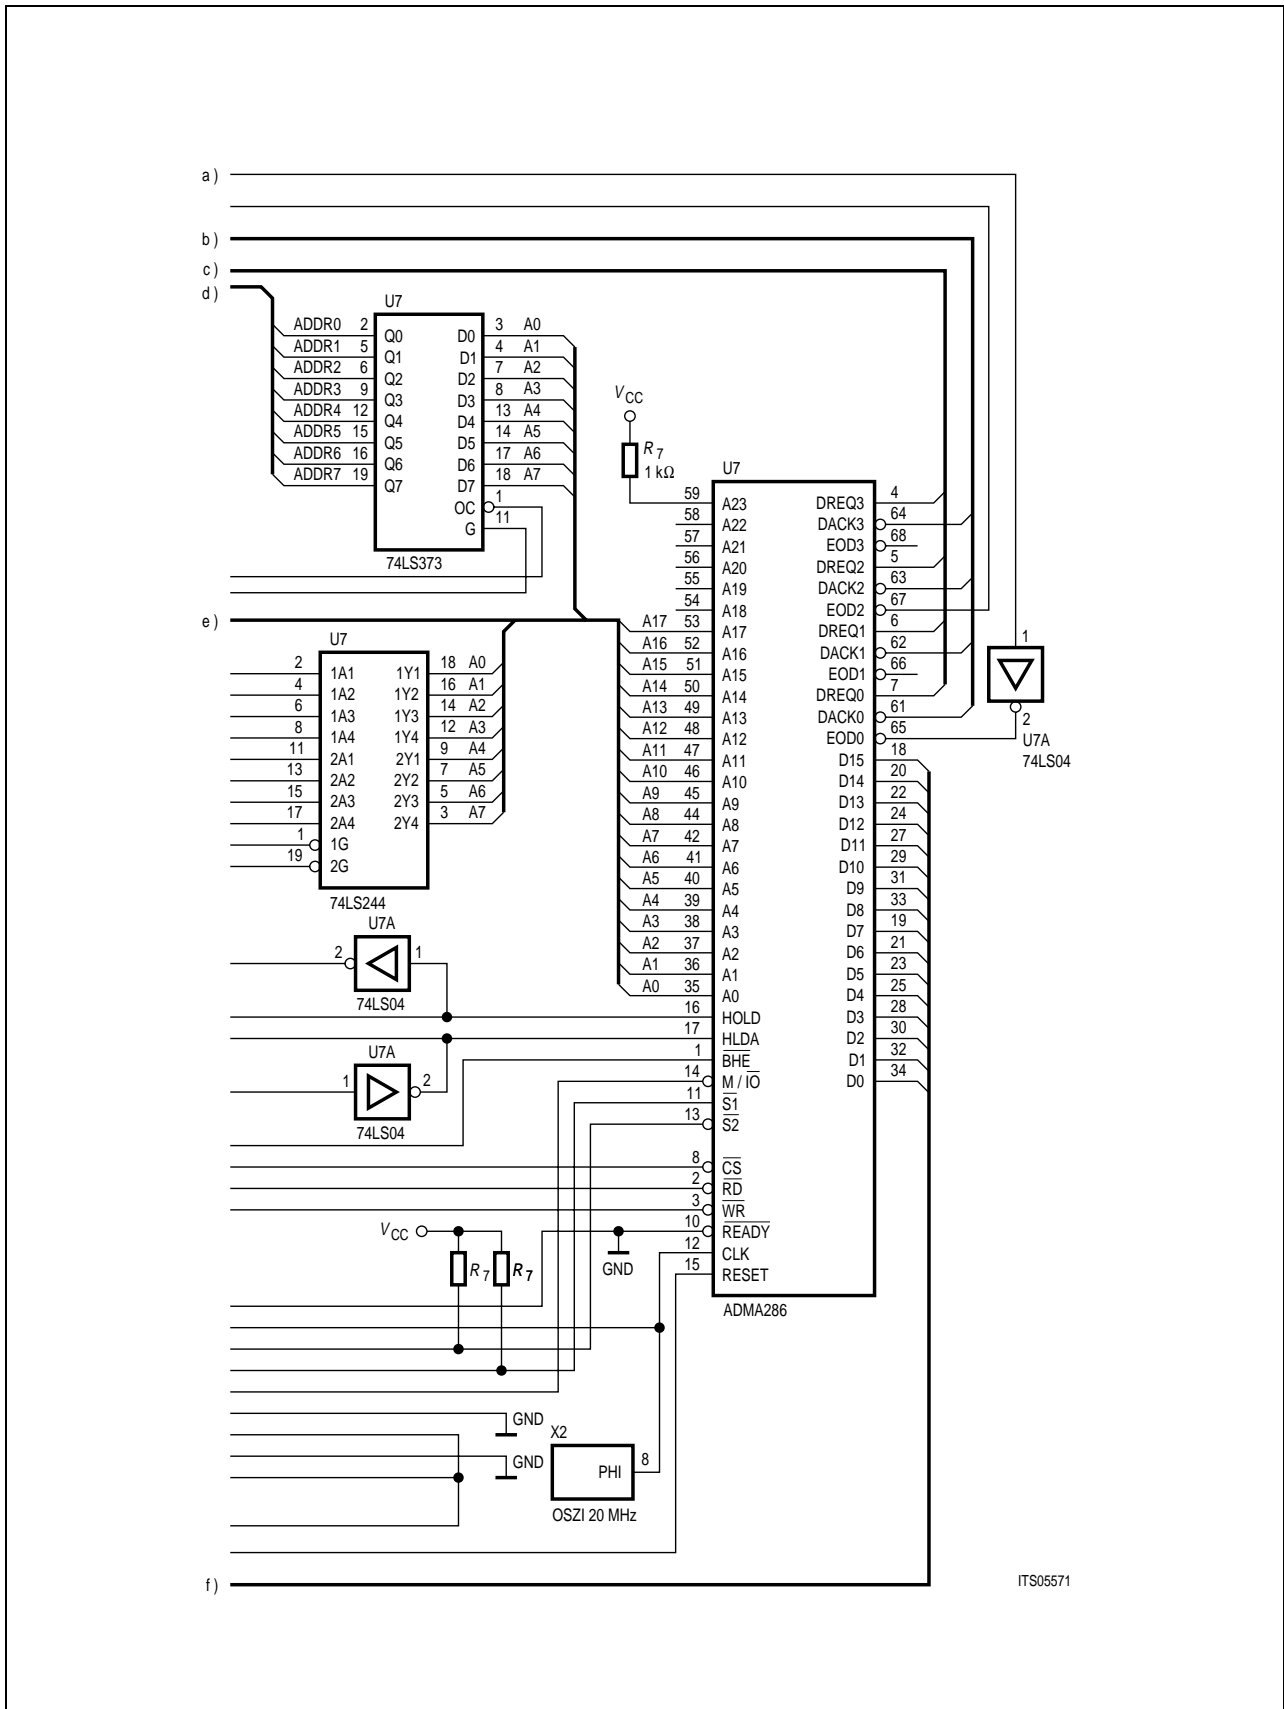 a )
b )
c )
d )
U7
ADDR0 2 Q0 D0 3 A0
ADDR1 5 Q1 D1 4 A1
ADDR2 6 Q2 D2 7 A2
ADDR3 9 Q3 D3 8 A3
ADDR4 12 Q4 D4 13 A4
ADDR5 15 Q5 D5 14 A5
ADDR6 16 Q6 D6 17 A6
ADDR7 19 Q7 D7 18 A7
OC 1
G 11
74LS373
VCC
R7
1 kΩ
e )
U7
2 1A1 1Y1 18 A0
4 1A2 1Y2 16 A1
6 1A3 1Y3 14 A2
8 1A4 1Y4 12 A3
11 2A1 2Y1 9 A4
13 2A2 2Y2 7 A5
15 2A3 2Y3 5 A6
17 2A4 2Y4 3 A7
1 1G
19 2G
74LS244
U7A
2 1
74LS04
U7A
1 2
74LS04
U7
59 A23 DREQ3 4
58 A22 DACK3 64
57 A21 EOD3 68
56 A20 DREQ2 5
55 A19 DACK2 63
54 A18 EOD2 67
A17 53 A17 DREQ1 6
A16 52 A16 DACK1 62
A15 51 A15 EOD1 66
A14 50 A14 DREQ0 7
A13 49 A13 DACK0 61
A12 48 A12 EOD0 65
A11 47 A11 D15 18
A10 46 A10 D14 20
A9 45 A9 D13 22
A8 44 A8 D12 24
A7 42 A7 D11 27
A6 41 A6 D10 29
A5 40 A5 D9 31
A4 39 A4 D8 33
A3 38 A3 D7 19
A2 37 A2 D6 21
A1 36 A1 D5 23
A0 35 A0 D4 25
16 HOLD D3 28
17 HLDA D2 30
1 B̅H̅E̅ D1 32
14 M / I̅O̅ D0 34
11 S̅1̅
13 S̅2̅
8 C̅S̅
2 R̅D̅
3 W̅R̅
10 R̅E̅A̅D̅Y̅
12 CLK
15 RESET
ADMA286
1
2
U7A
74LS04
VCC
R7 R7
GND
GND
GND
X2
PHI 8
OSZI 20 MHz
f )
ITS05571